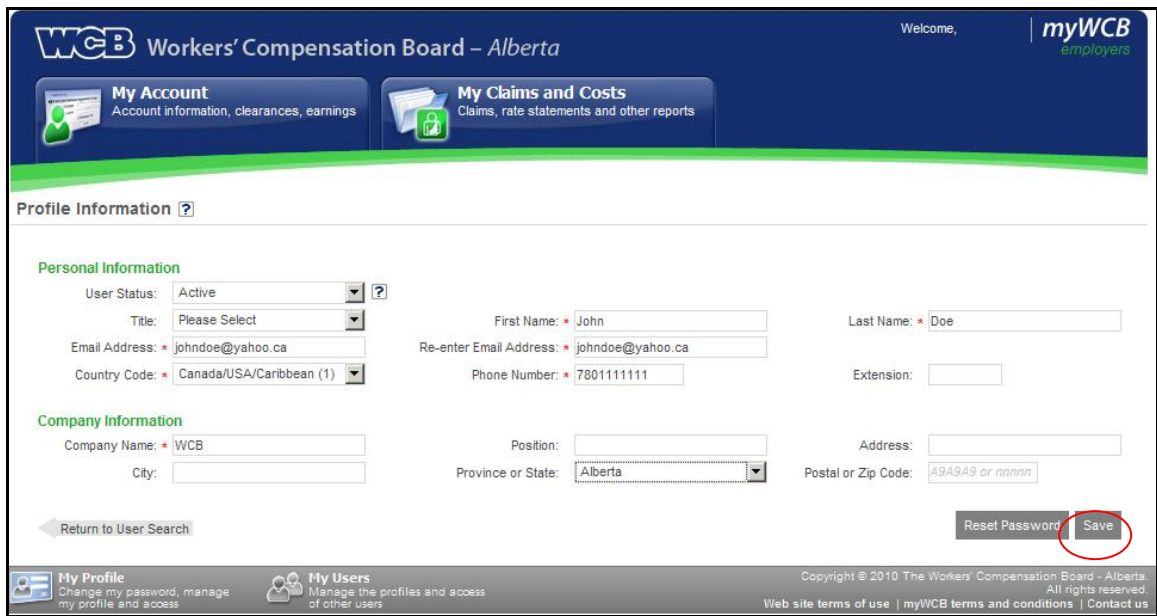 WCB Workers' Compensation Board – Alberta
Welcome,
myWCB
employers
My Account
Account information, clearances, earnings
My Claims and Costs
Claims, rate statements and other reports
Profile Information ?
Personal Information
User Status: Active ?
Title: Please Select First Name: * John Last Name: * Doe
Email Address: * johndoe@yahoo.ca Re-enter Email Address: * johndoe@yahoo.ca
Country Code: * Canada/USA/Caribbean (1) Phone Number: * 7801111111 Extension:
Company Information
Company Name: * WCB Position: Address:
City: Province or State: Alberta Postal or Zip Code: A9A9A9 or nnnnn
Return to User Search Reset Password Save
My Profile
Change my password, manage
my profile and access
My Users
Manage the profiles and access
of other users
Copyright © 2010 The Workers' Compensation Board - Alberta.
All rights reserved.
Web site terms of use | myWCB terms and conditions | Contact us